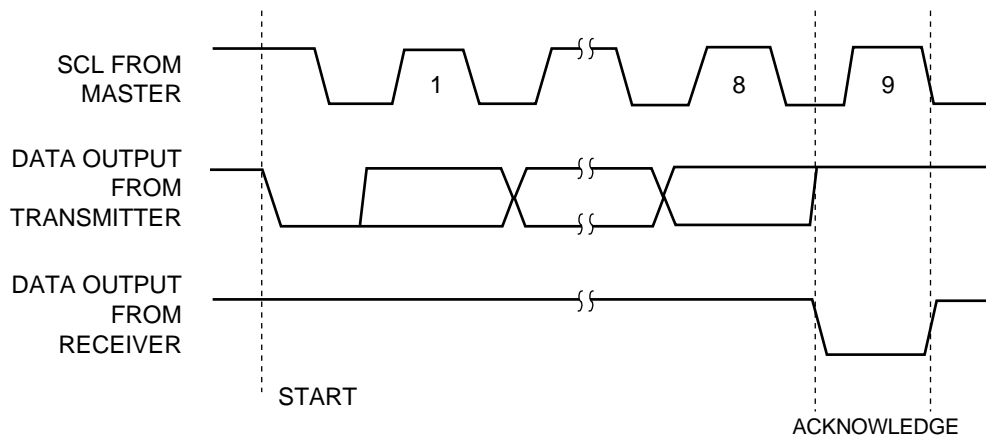 SCL FROM
MASTER
1
8
9
DATA OUTPUT
FROM
TRANSMITTER
DATA OUTPUT
FROM
RECEIVER
START
ACKNOWLEDGE